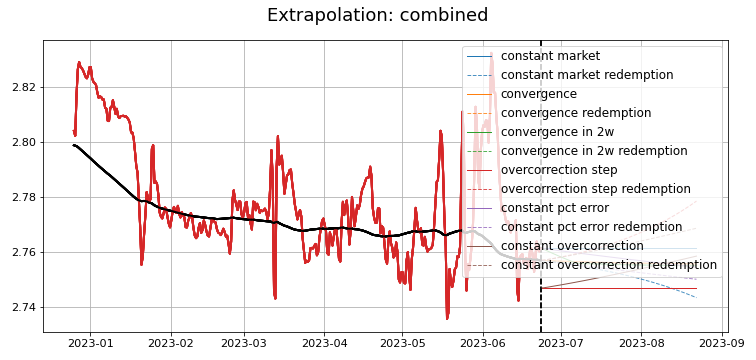 Extrapolation: combined
2.82
2.80
2.78
2.76
2.74
constant market
constant market redemption
convergence
convergence redemption
convergence in 2w
convergence in 2w redemption
overcorrection step
overcorrection step redemption
constant pct error
constant pct error redemption
constant overcorrection
constant overcorrection redemption
2023-01 2023-02 2023-03 2023-04 2023-05 2023-06 2023-07 2023-08 2023-09